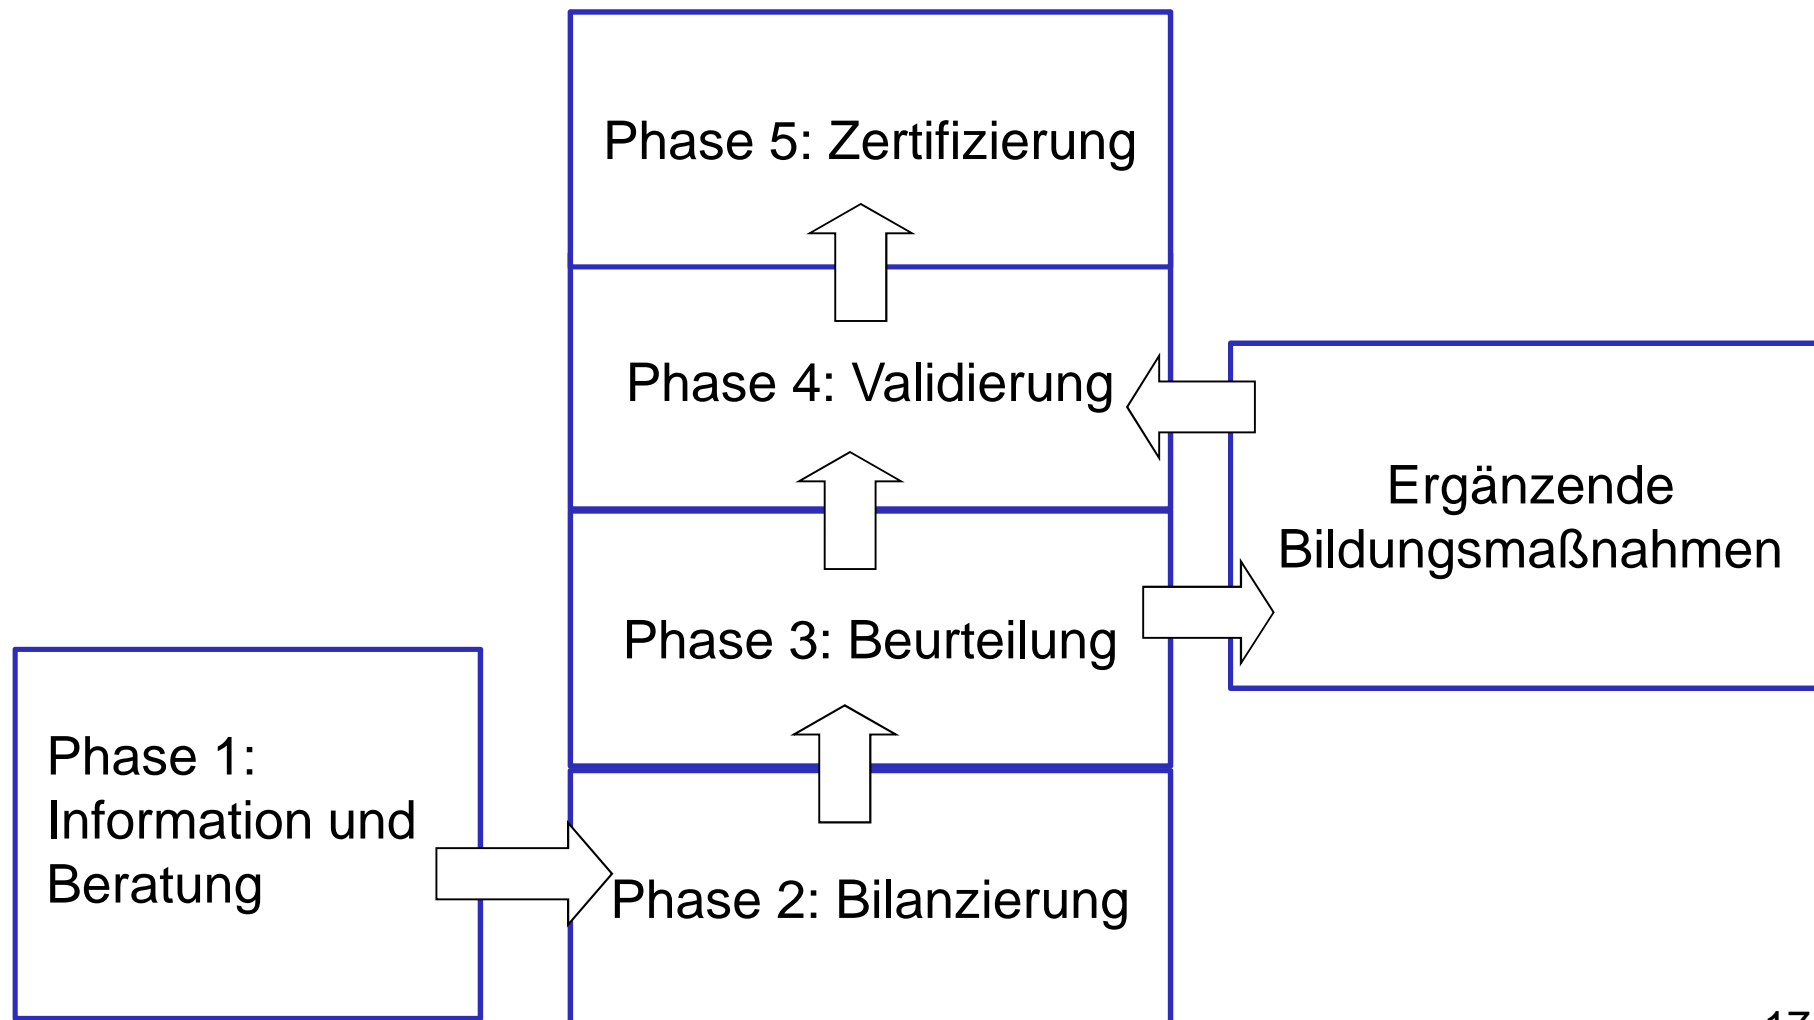 Phase 5: Zertifizierung
Phase 4: Validierung
Ergänzende
Bildungsmaßnahmen
Phase 3: Beurteilung
Phase 1:
Information und
Beratung
Phase 2: Bilanzierung
17